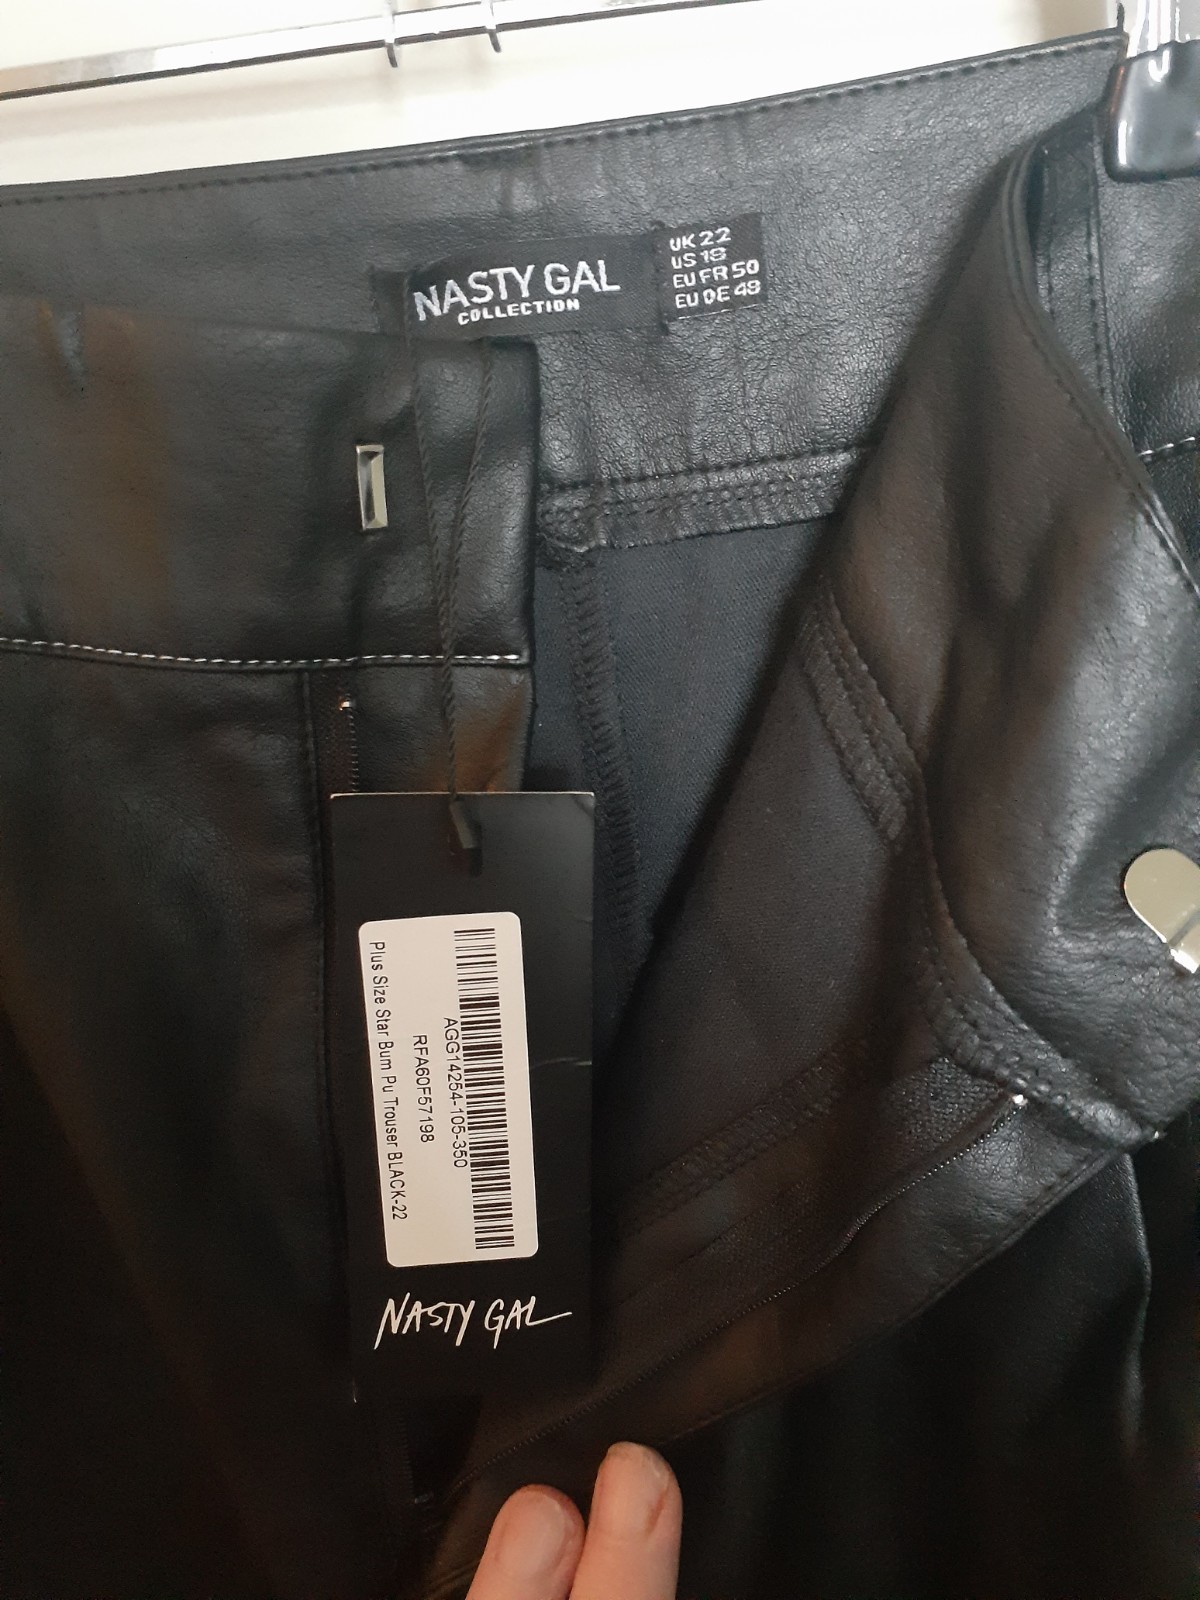 NASTY GAL
COLLECTION
UK 22
US 18
EU FR 50
EU DE 48
AGG14254-105-350
RFA60F57198
Plus Size Star Bum Pu Trouser BLACK-22
NASTY GAL